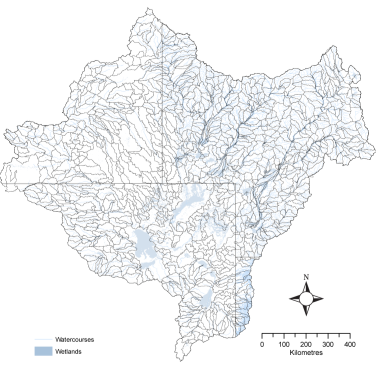 N
Watercourses
Wetlands
0 100 200 300 400
Kilometres